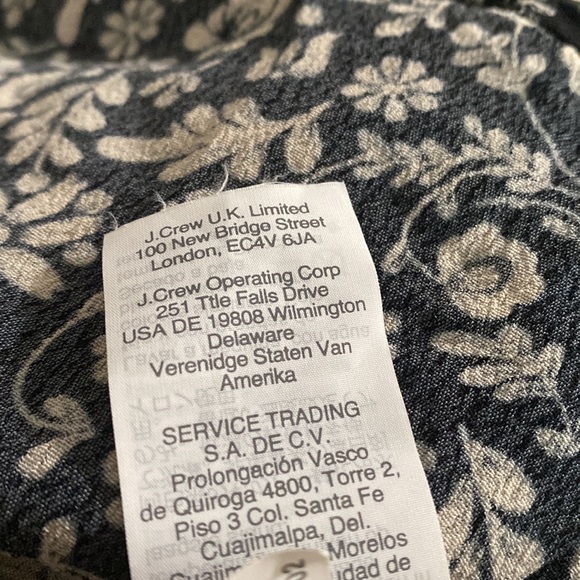 J.Crew U.K. Limited
100 New Bridge Street
London, EC4V 6JA
J.Crew Operating Corp
251 Ttle Falls Drive
USA DE 19808 Wilmington
Delaware
Verenidge Staten Van
Amerika
SERVICE TRADING
S.A. DE C.V.
Prolongación Vasco
de Quiroga 4800, Torre 2,
Piso 3 Col. Santa Fe
Cuajimalpa, Del.
Morelos